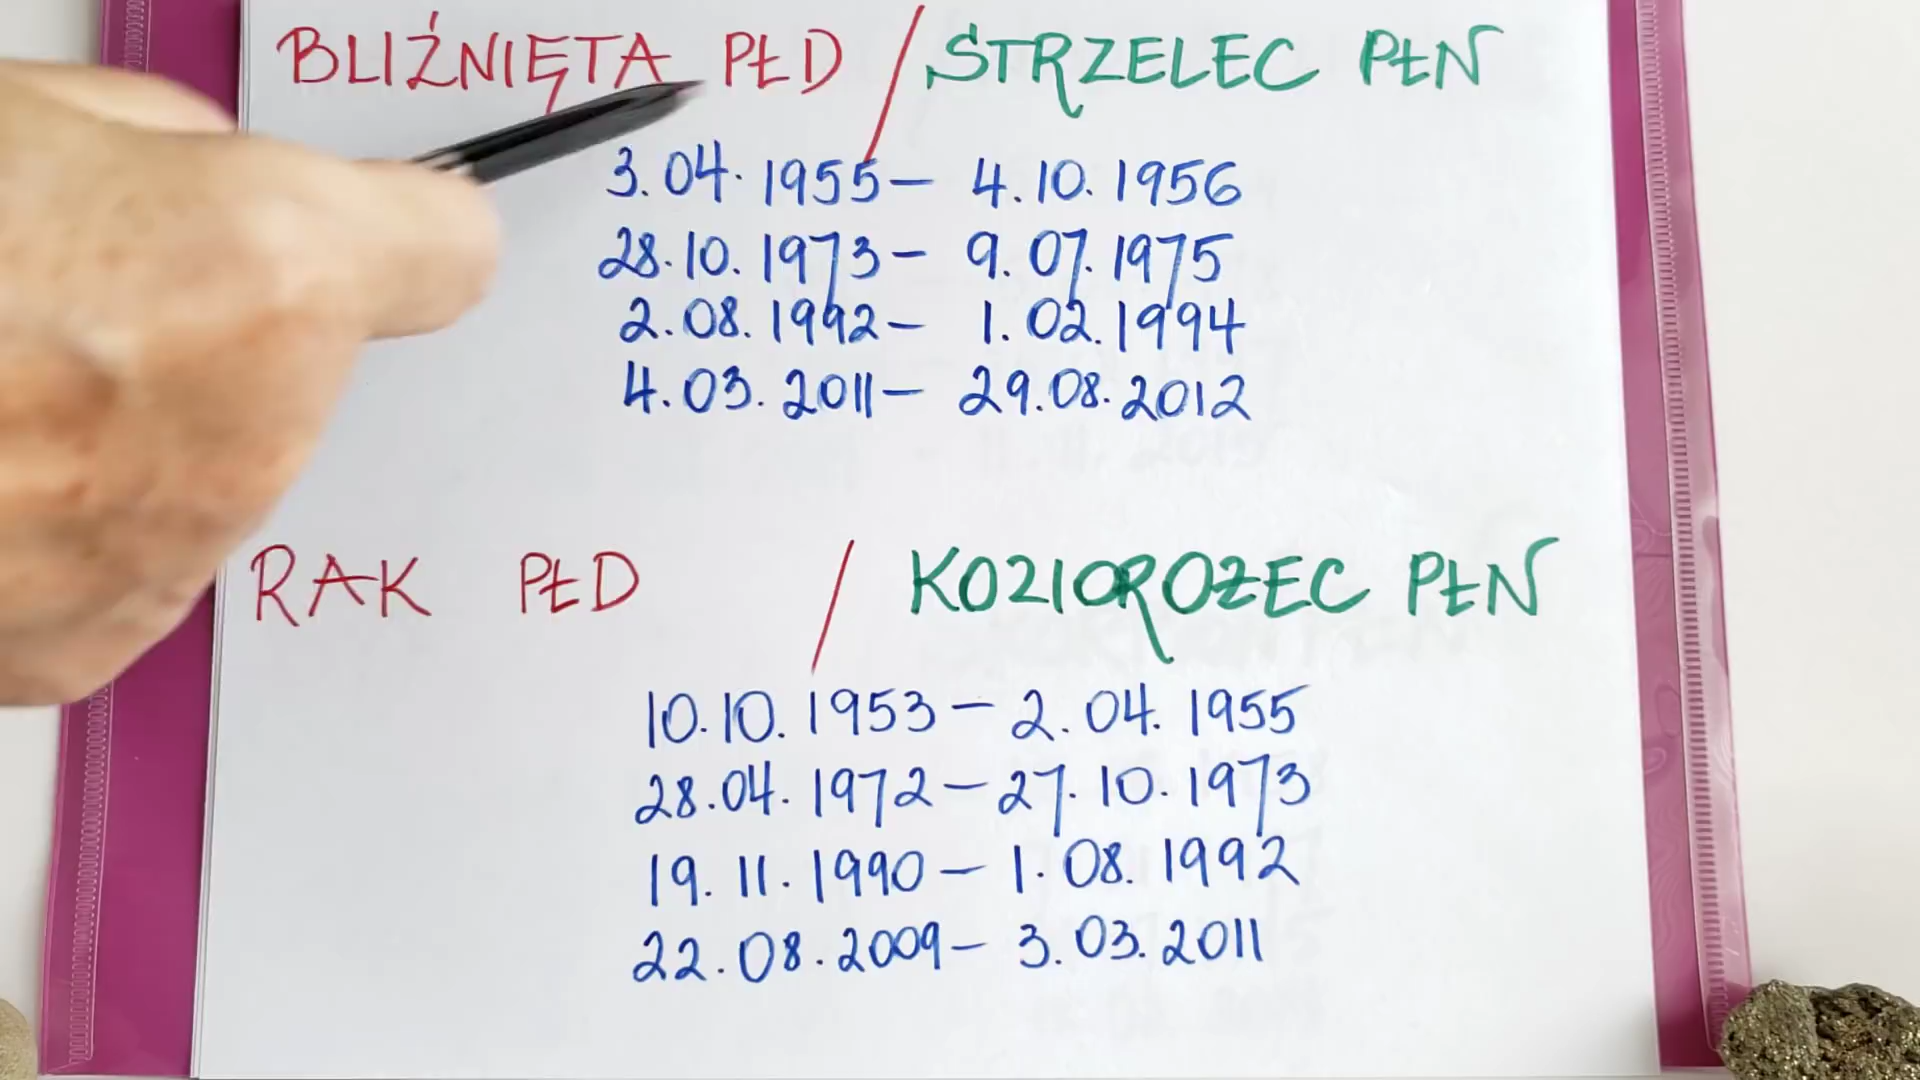 BLIŹNIĘTA PŁD / STRZELEC PŁN
3.04.1955 – 4.10.1956
28.10.1973 – 9.07.1975
2.08.1992 – 1.02.1994
4.03.2011 – 29.08.2012
RAK PŁD / KOZIOROŻEC PŁN
10.10.1953 – 2.04.1955
28.04.1972 – 27.10.1973
19.11.1990 – 1.08.1992
22.08.2009 – 3.03.2011